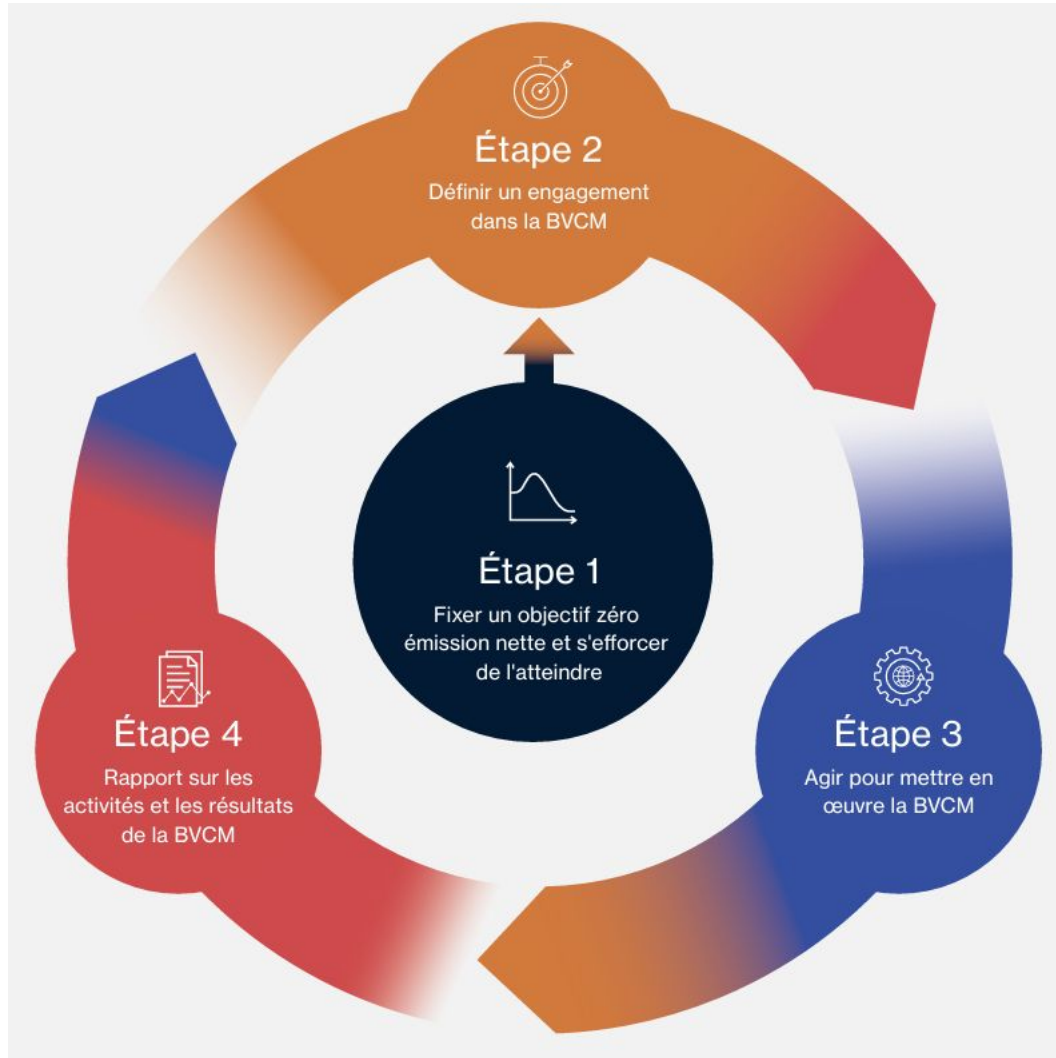 Étape 2
Définir un engagement
dans la BVCM
Étape 1
Fixer un objectif zéro
émission nette et s'efforcer
de l'atteindre
Étape 4
Rapport sur les
activités et les résultats
de la BVCM
Étape 3
Agir pour mettre en
œuvre la BVCM